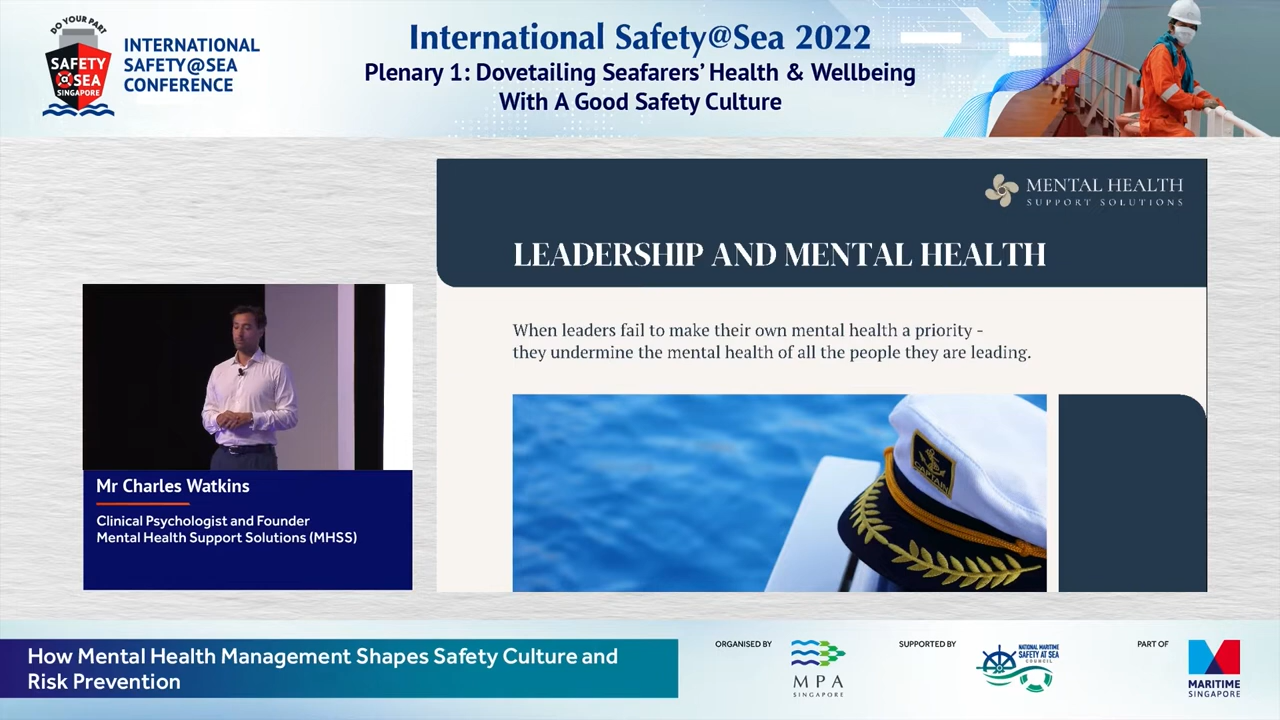 DO YOUR PART
SAFETY
SEA
SINGAPORE
INTERNATIONAL
SAFETY@SEA
CONFERENCE
International Safety@Sea 2022
Plenary 1: Dovetailing Seafarers' Health & Wellbeing
With A Good Safety Culture
MENTAL HEALTH
SUPPORT SOLUTIONS
LEADERSHIP AND MENTAL HEALTH
When leaders fail to make their own mental health a priority -
they undermine the mental health of all the people they are leading.
CAPTAIN
Mr Charles Watkins
Clinical Psychologist and Founder
Mental Health Support Solutions (MHSS)
How Mental Health Management Shapes Safety Culture and
Risk Prevention
ORGANISED BY
MPA
SINGAPORE
SUPPORTED BY
NATIONAL MARITIME
SAFETY AT SEA
COUNCIL
PART OF
MARITIME
SINGAPORE